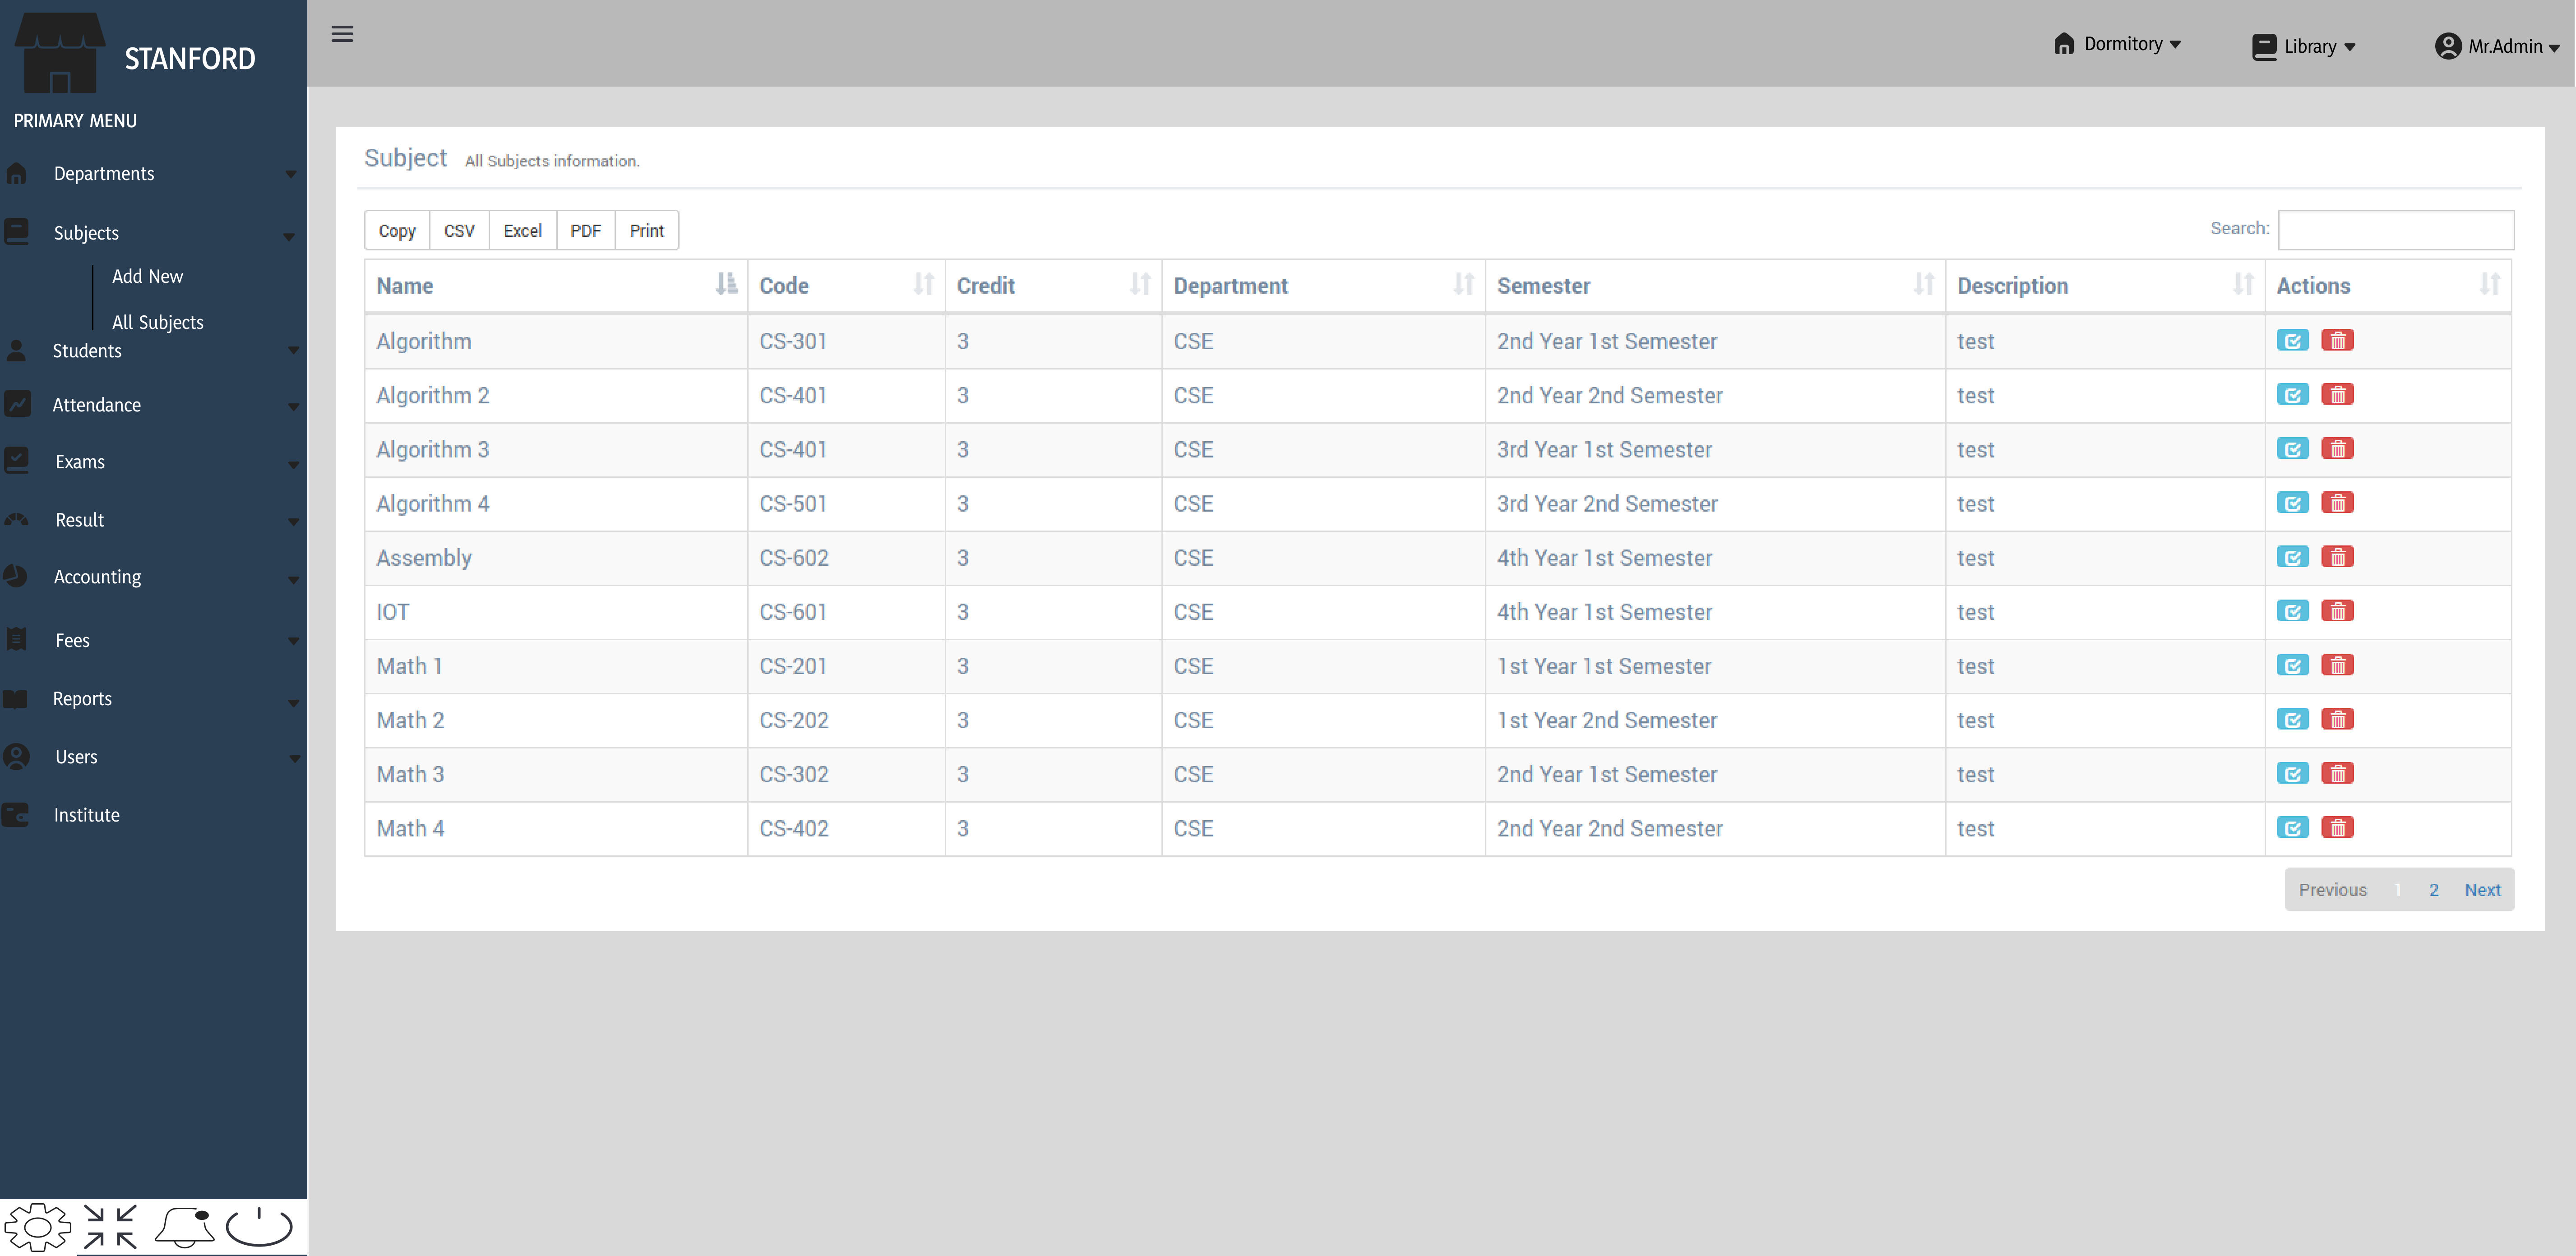 STANFORD
PRIMARY MENU
Departments
Subjects
Add New
All Subjects
Students
Attendance
Exams
Result
Accounting
Fees
Reports
Users
Institute
Dormitory
Library
Mr.Admin
Subject All Subjects information.
Copy CSV Excel PDF Print
Search:
Name Code Credit Department Semester Description Actions
Algorithm CS-301 3 CSE 2nd Year 1st Semester test
Algorithm 2 CS-401 3 CSE 2nd Year 2nd Semester test
Algorithm 3 CS-401 3 CSE 3rd Year 1st Semester test
Algorithm 4 CS-501 3 CSE 3rd Year 2nd Semester test
Assembly CS-602 3 CSE 4th Year 1st Semester test
IOT CS-601 3 CSE 4th Year 1st Semester test
Math 1 CS-201 3 CSE 1st Year 1st Semester test
Math 2 CS-202 3 CSE 1st Year 2nd Semester test
Math 3 CS-302 3 CSE 2nd Year 1st Semester test
Math 4 CS-402 3 CSE 2nd Year 2nd Semester test
Previous 1 2 Next